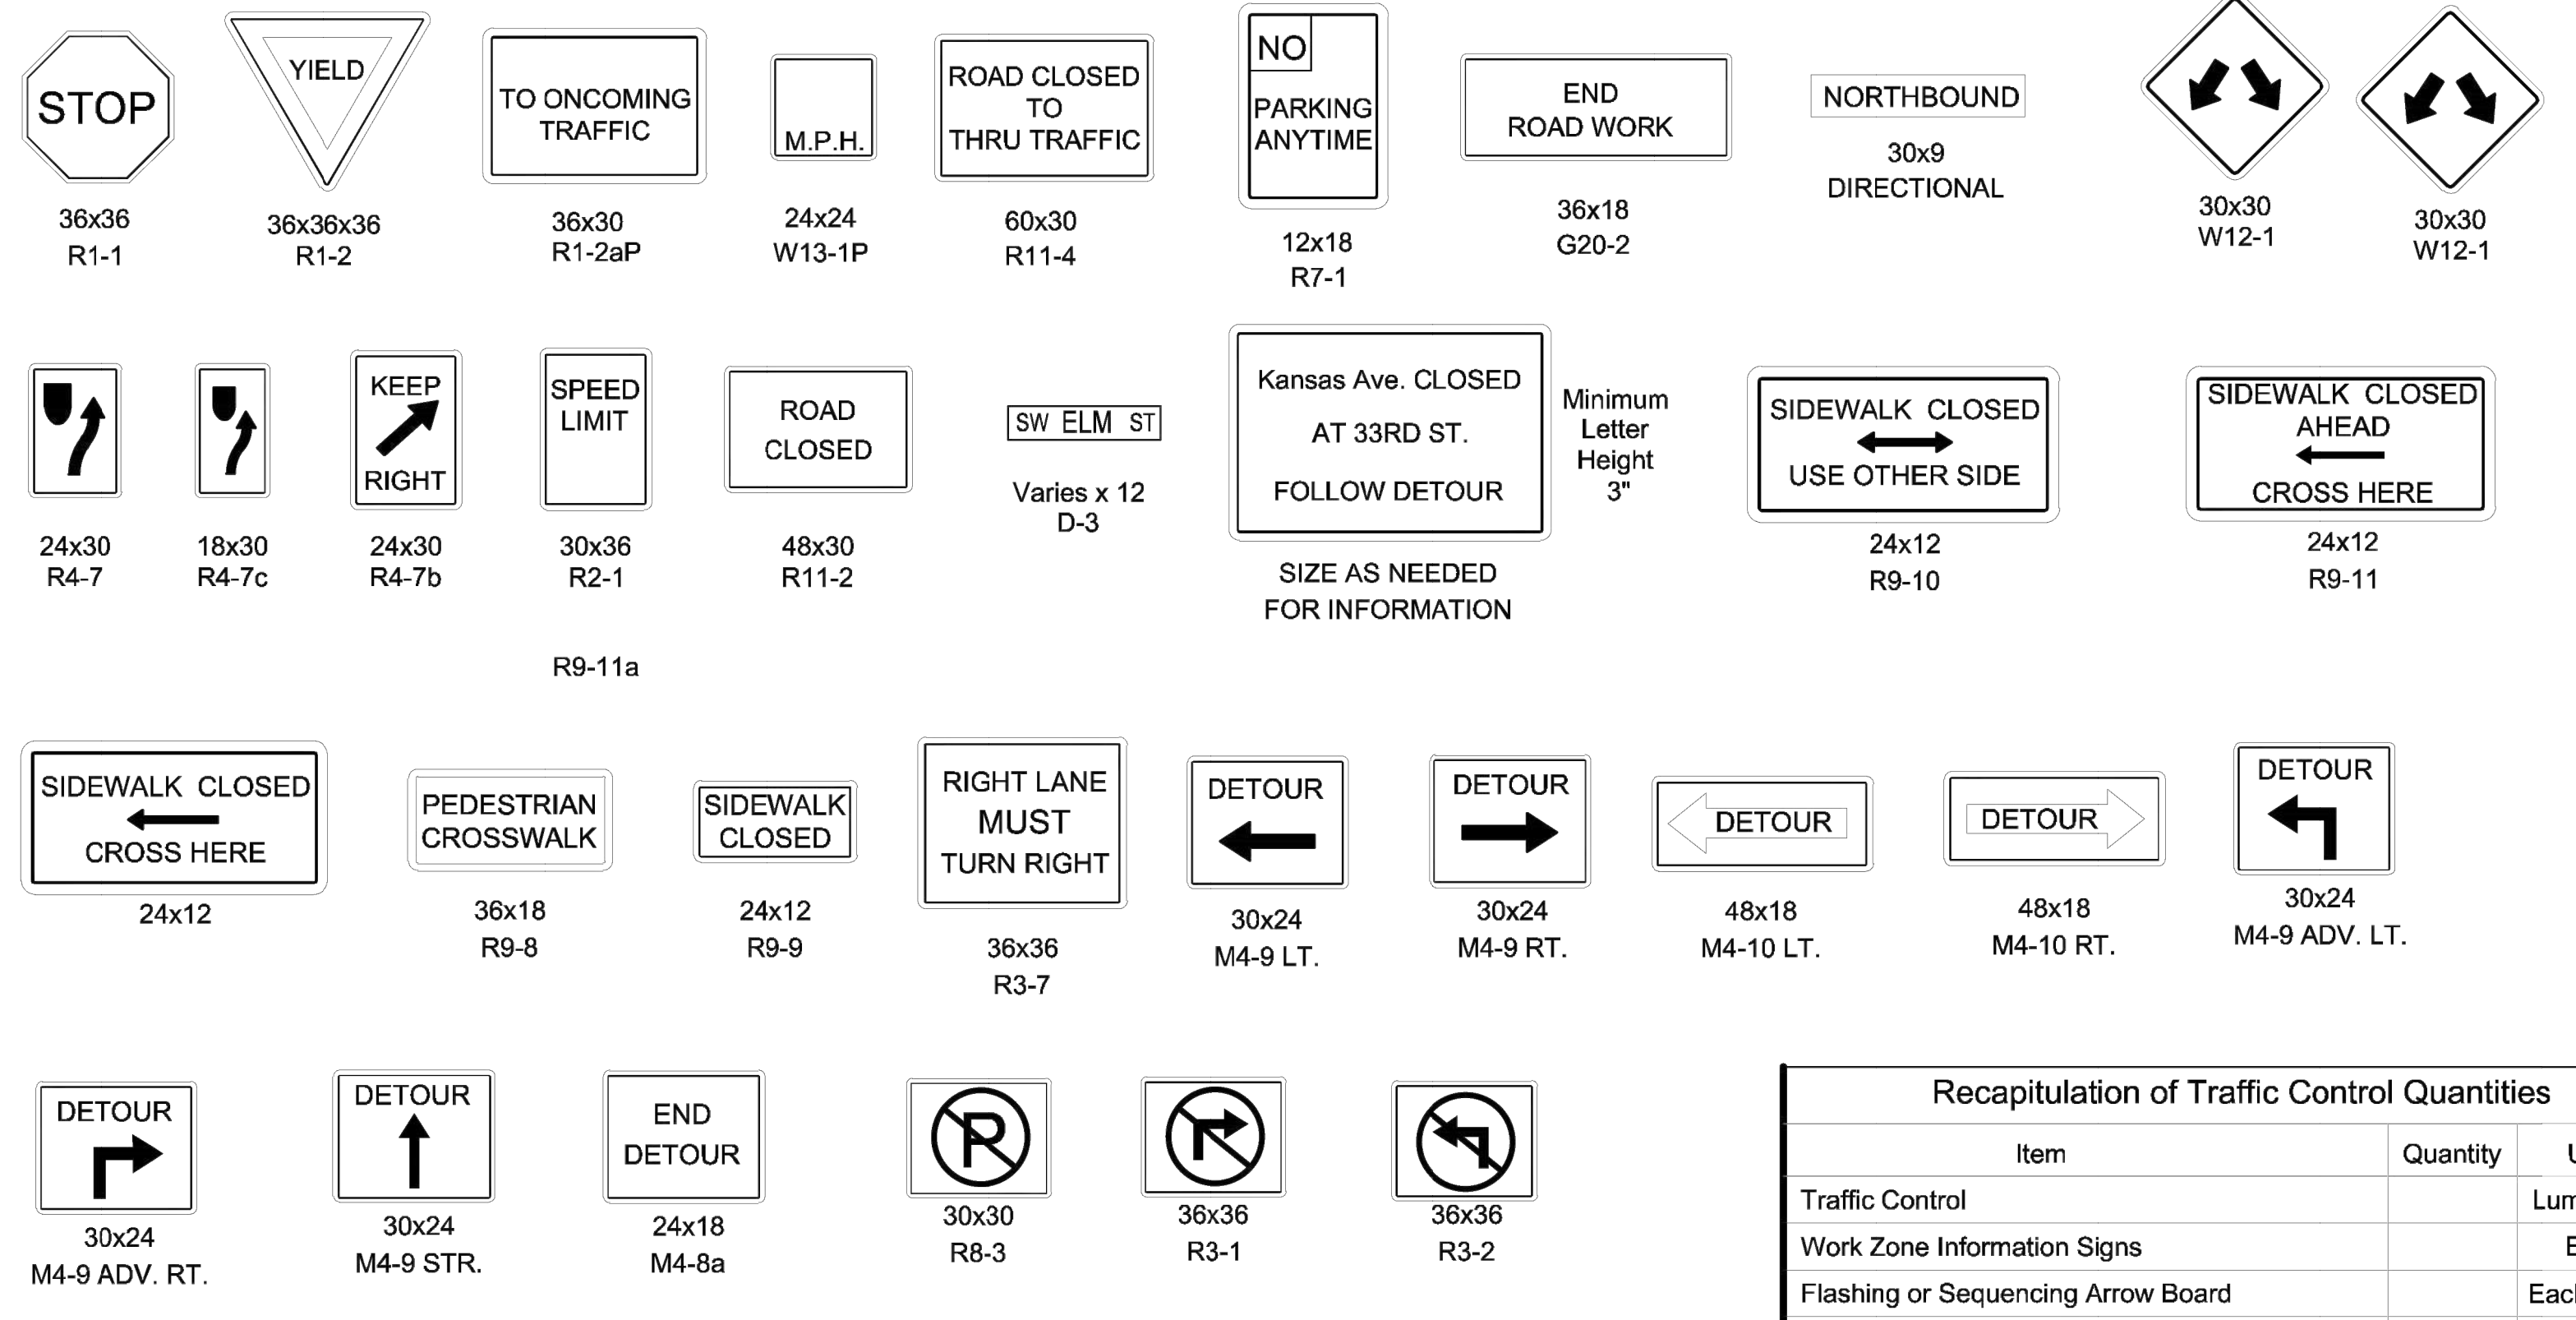 STOP
36x36
R1-1
YIELD
36x36x36
R1-2
TO ONCOMING
TRAFFIC
36x30
R1-2aP
M.P.H.
24x24
W13-1P
ROAD CLOSED
TO
THRU TRAFFIC
60x30
R11-4
NO
PARKING
ANYTIME
12x18
R7-1
END
ROAD WORK
36x18
G20-2
NORTHBOUND
30x9
DIRECTIONAL
30x30
W12-1
30x30
W12-1
24x30
R4-7
18x30
R4-7c
KEEP
RIGHT
24x30
R4-7b
SPEED
LIMIT
30x36
R2-1
ROAD
CLOSED
48x30
R11-2
SW ELM ST
Varies x 12
D-3
Kansas Ave. CLOSED
AT 33RD ST.
FOLLOW DETOUR
SIZE AS NEEDED
FOR INFORMATION
Minimum
Letter
Height
3"
SIDEWALK CLOSED
USE OTHER SIDE
24x12
R9-10
SIDEWALK CLOSED
AHEAD
CROSS HERE
24x12
R9-11
R9-11a
SIDEWALK CLOSED
CROSS HERE
24x12
PEDESTRIAN
CROSSWALK
36x18
R9-8
SIDEWALK
CLOSED
24x12
R9-9
RIGHT LANE
MUST
TURN RIGHT
36x36
R3-7
DETOUR
30x24
M4-9 LT.
DETOUR
30x24
M4-9 RT.
DETOUR
48x18
M4-10 LT.
DETOUR
48x18
M4-10 RT.
DETOUR
30x24
M4-9 ADV. LT.
DETOUR
30x24
M4-9 ADV. RT.
DETOUR
30x24
M4-9 STR.
END
DETOUR
24x18
M4-8a
P
30x30
R8-3
36x36
R3-1
36x36
R3-2
Recapitulation of Traffic Control Quantities
Item Quantity
Traffic Control
Work Zone Information Signs
Flashing or Sequencing Arrow Board